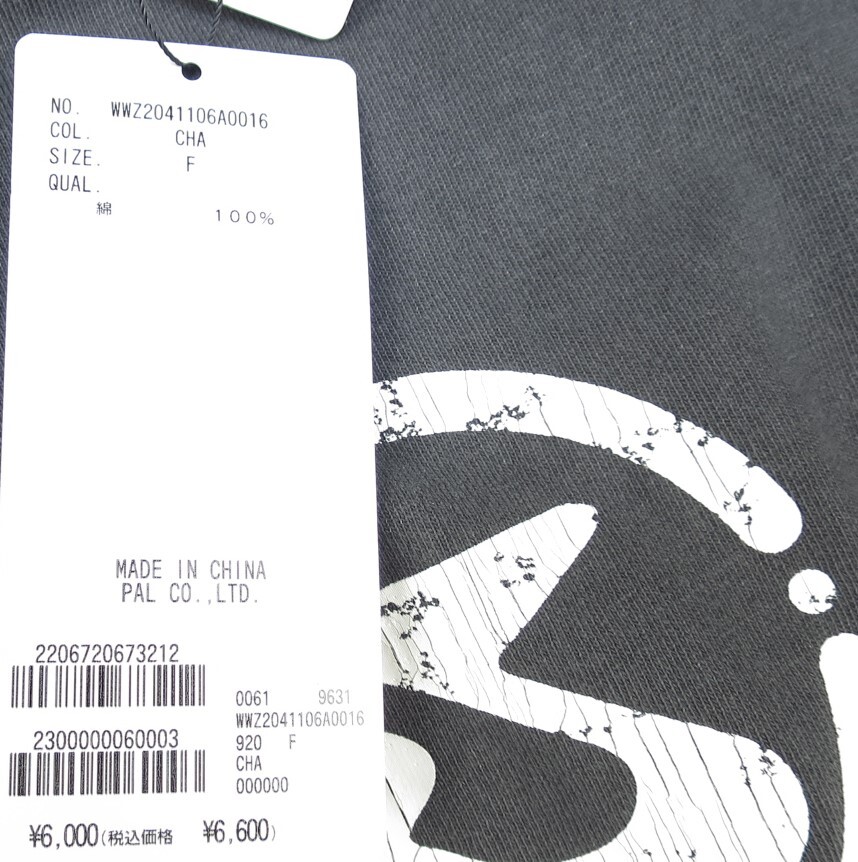 NO. WWZ2041106A0016
COL. CHA
SIZE. F
QUAL.
綿 100%
MADE IN CHINA
PAL CO.,LTD.
2206720673212
2300000060003
0061 9631
WWZ2041106A0016
920 F
CHA
000000
¥6,000(税込価格 ¥6,600)